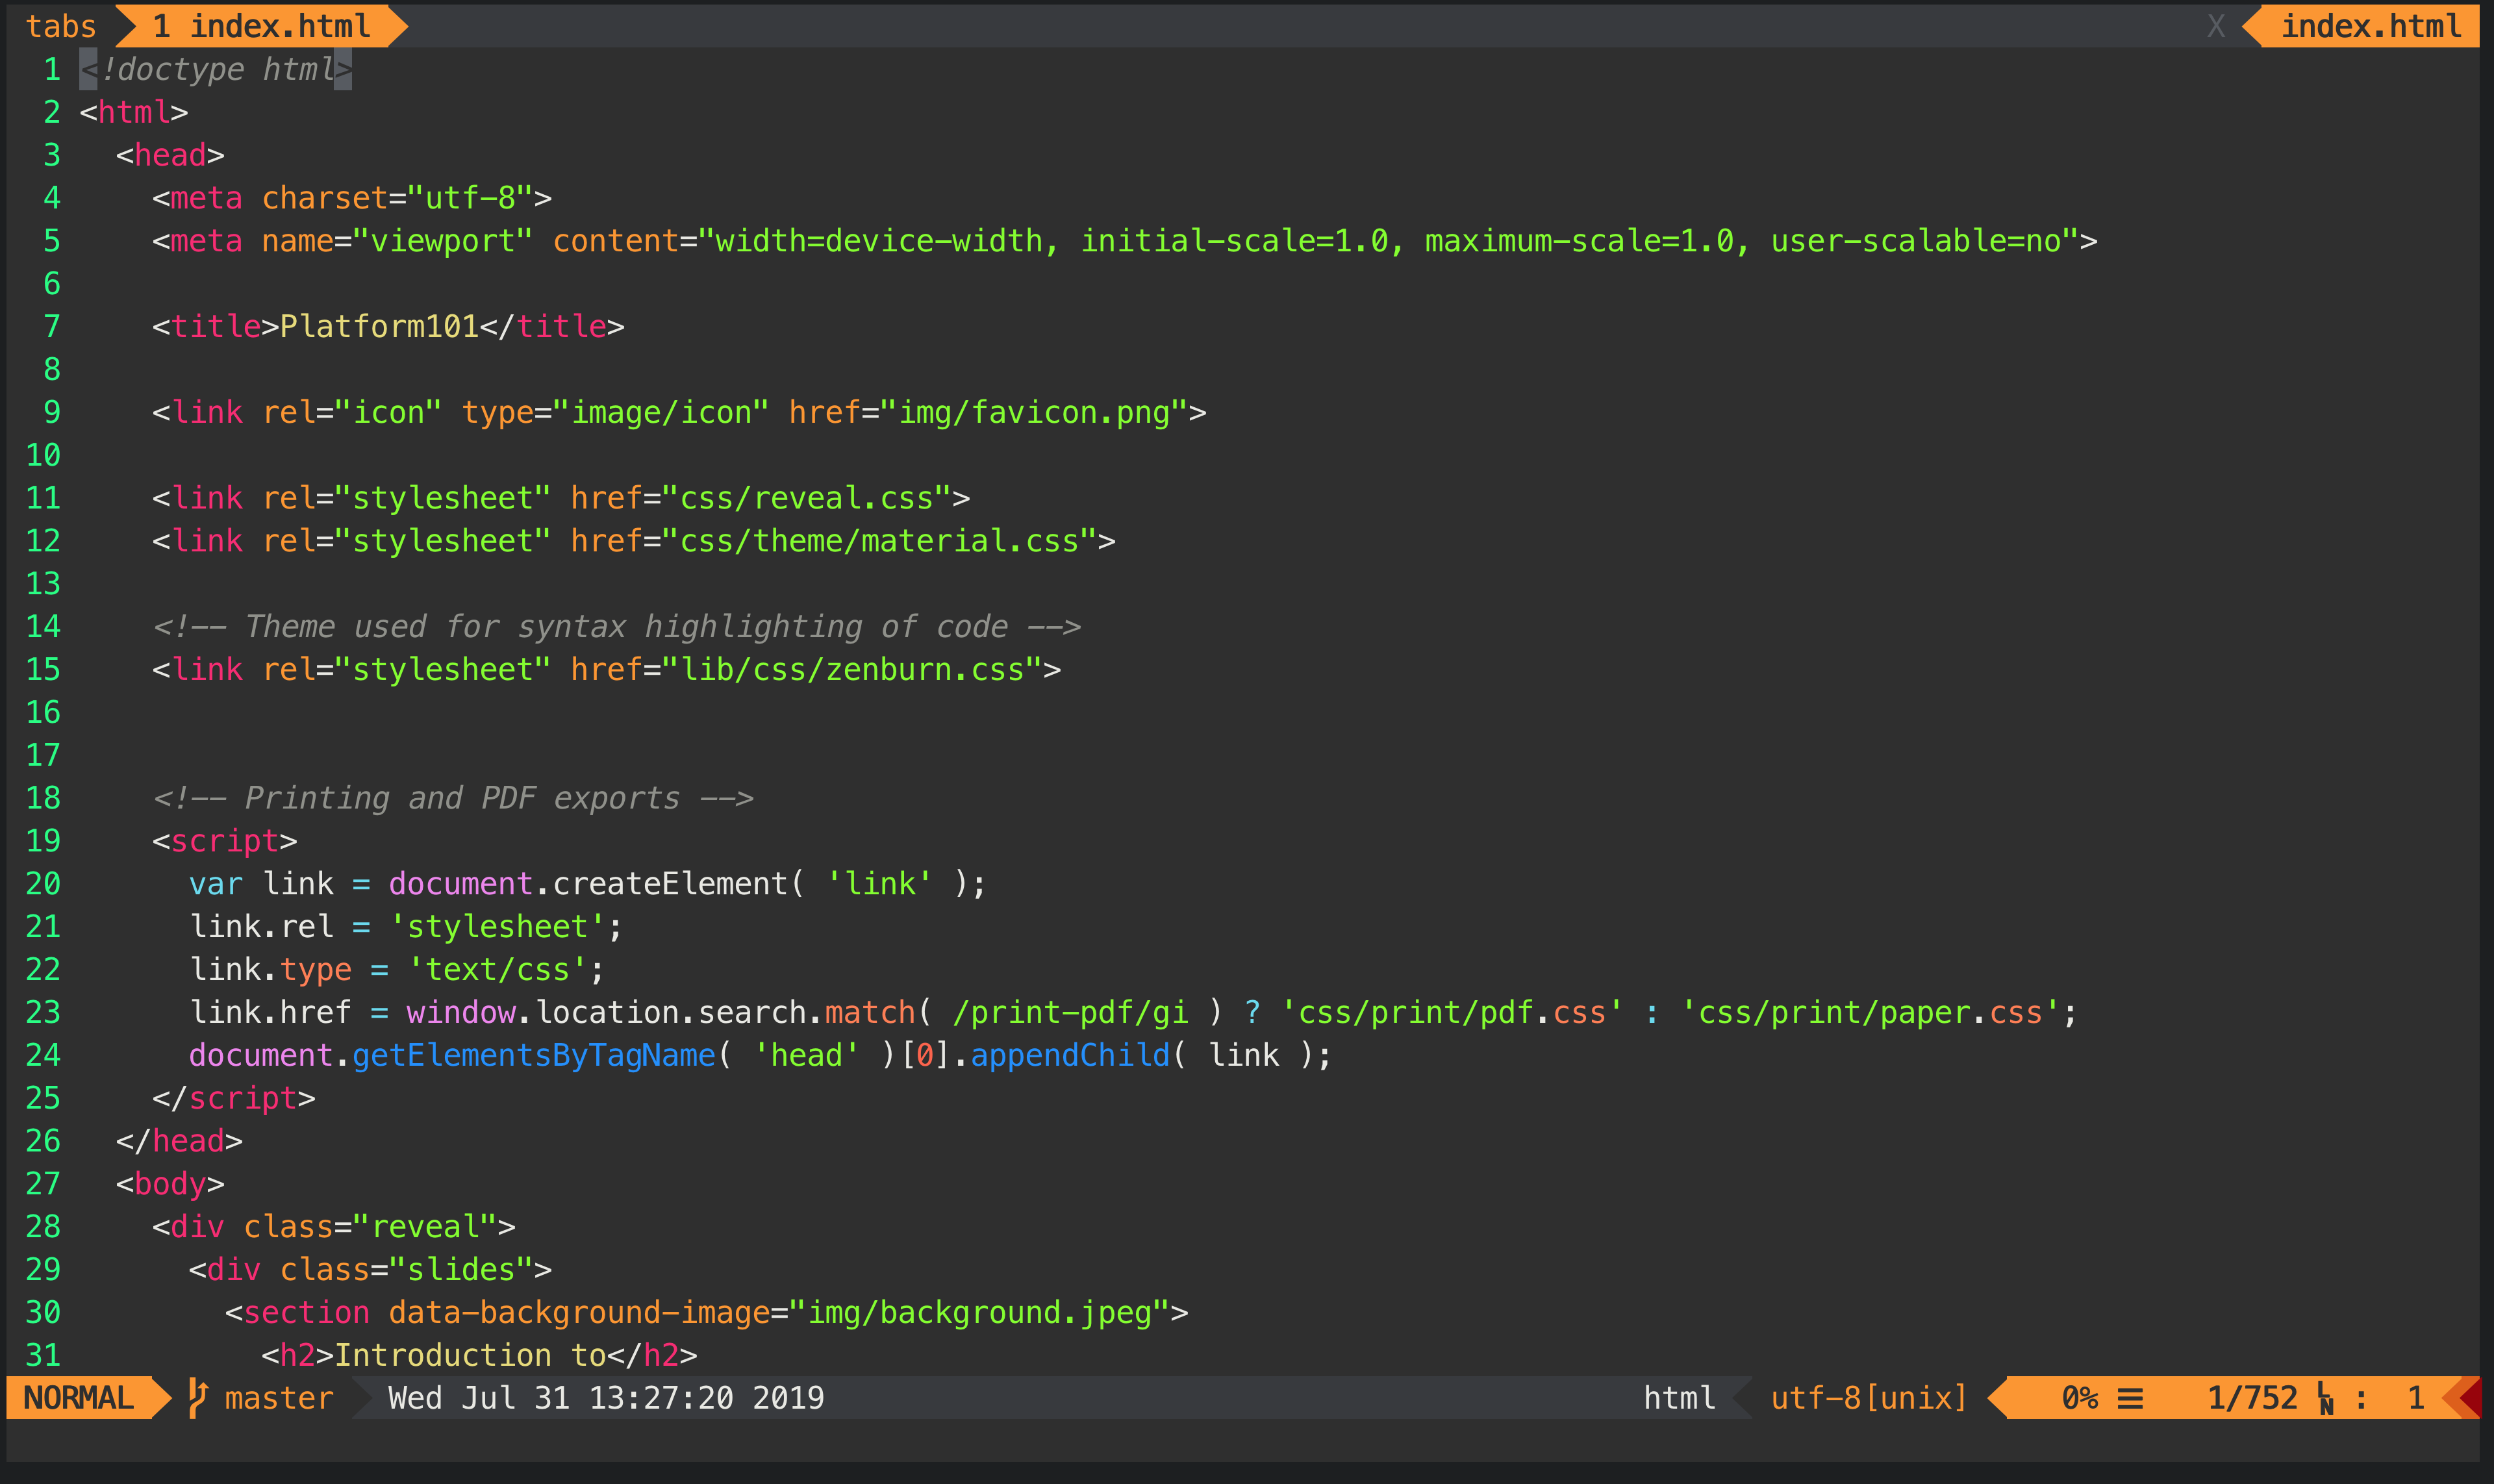 tabs 1 index.html X index.html
1 <!doctype html>
2 <html>
3   <head>
4     <meta charset="utf-8">
5     <meta name="viewport" content="width=device-width, initial-scale=1.0, maximum-scale=1.0, user-scalable=no">
6
7     <title>Platform101</title>
8
9     <link rel="icon" type="image/icon" href="img/favicon.png">
10
11     <link rel="stylesheet" href="css/reveal.css">
12     <link rel="stylesheet" href="css/theme/material.css">
13
14     <!-- Theme used for syntax highlighting of code -->
15     <link rel="stylesheet" href="lib/css/zenburn.css">
16
17
18     <!-- Printing and PDF exports -->
19     <script>
20       var link = document.createElement( 'link' );
21       link.rel = 'stylesheet';
22       link.type = 'text/css';
23       link.href = window.location.search.match( /print-pdf/gi ) ? 'css/print/pdf.css' : 'css/print/paper.css';
24       document.getElementsByTagName( 'head' )[0].appendChild( link );
25     </script>
26   </head>
27   <body>
28     <div class="reveal">
29       <div class="slides">
30         <section data-background-image="img/background.jpeg">
31           <h2>Introduction to</h2>
NORMAL master Wed Jul 31 13:27:20 2019 html utf-8[unix] 0% ☰ 1/752 LN : 1